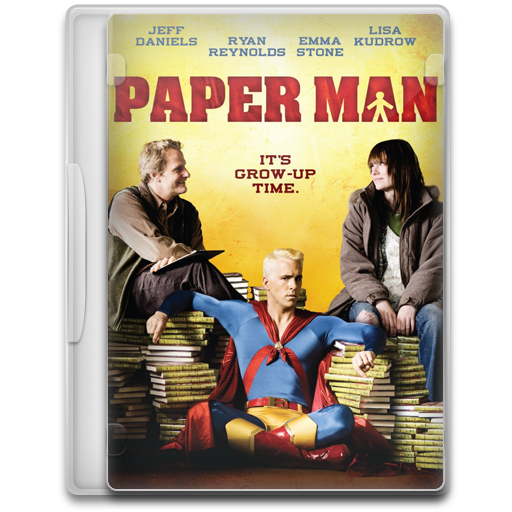 JEFF DANIELS
RYAN REYNOLDS
EMMA STONE
LISA KUDROW
PAPER MAN
IT'S
GROW-UP
TIME.